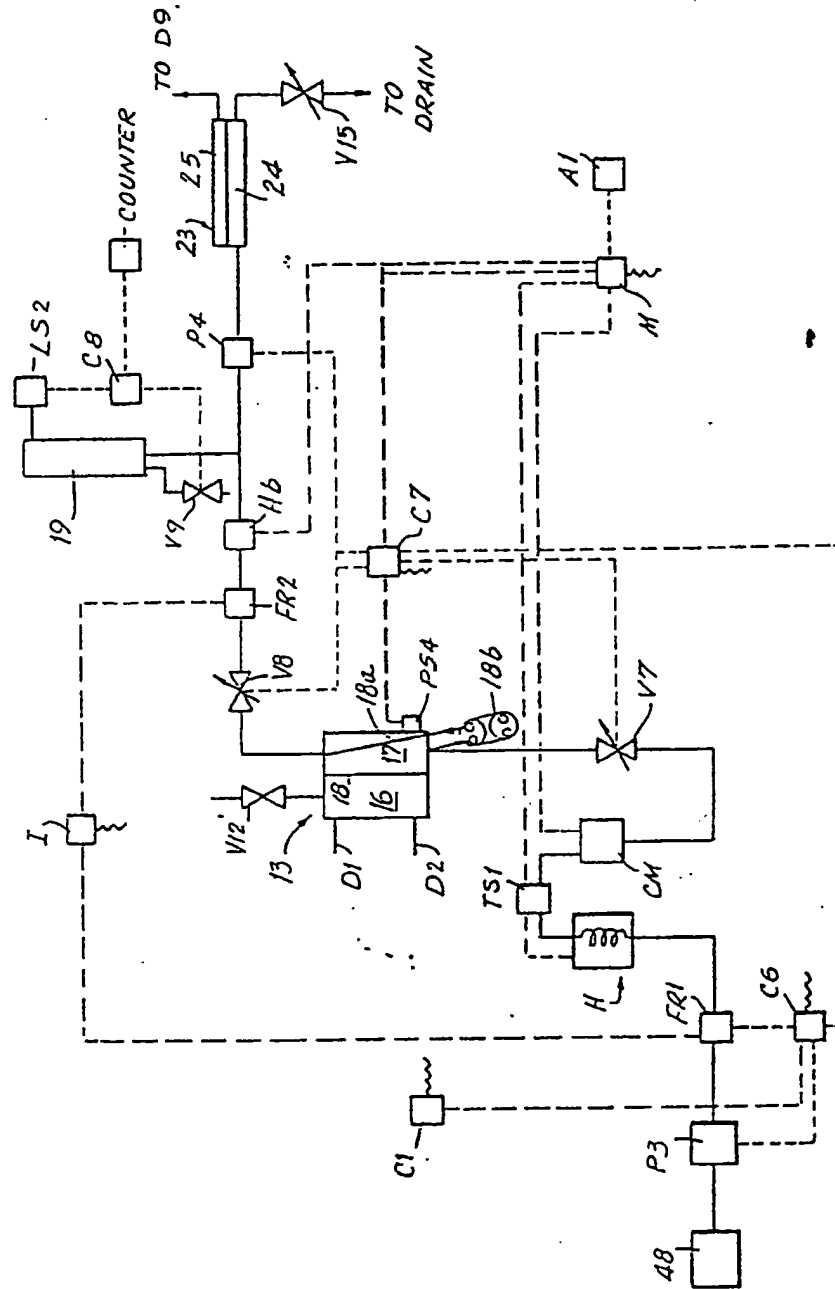 TO D9.
TO
DRAIN
V15
25
23
24
COUNTER
LS2
C8
19
V9
P4
Hb
FR2
V8
A1
M
C7
18a
PS4
17
18b
18
16
V12'
13
D1
D2
V7
I
TS1
CM
H
FR1
C6
C1
P3
48